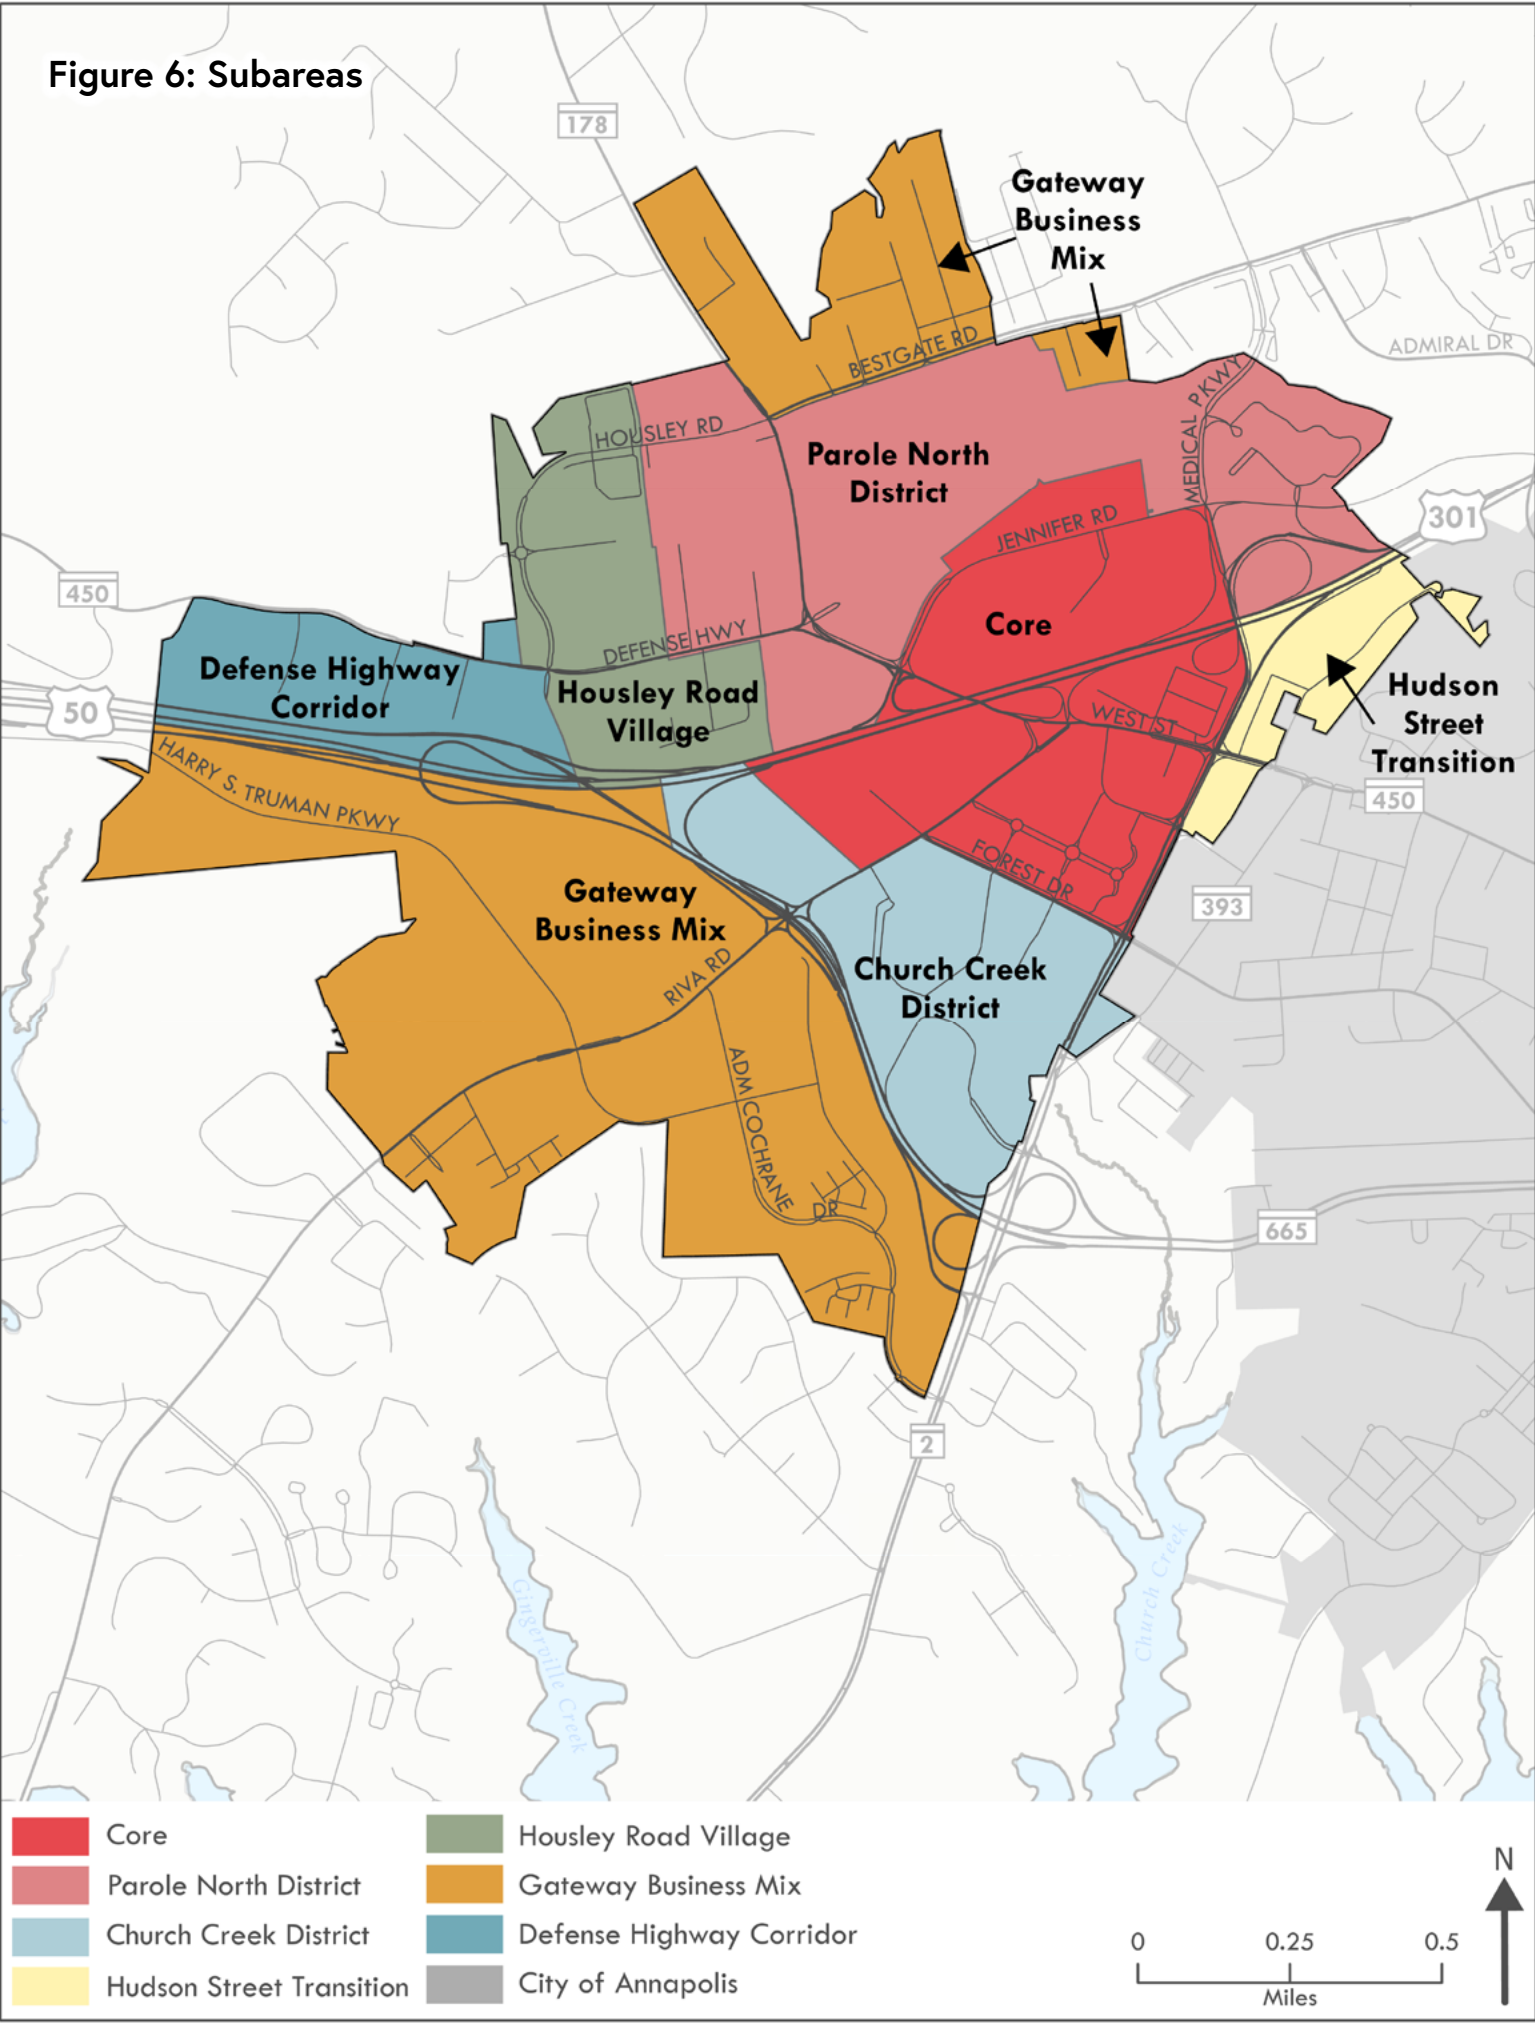 Figure 6: Subareas
178
Gateway
Business
Mix
ADMIRAL DR
BESTGATE RD
MEDICAL PKWY
HOUSLEY RD
Parole North
District
301
JENNIFER RD
450
Core
DEFENSE HWY
Defense Highway
Corridor
Housley Road
Village
Hudson
Street
Transition
50
WEST ST
HARRY S. TRUMAN PKWY
450
FOREST DR
Gateway
Business Mix
393
RIVA RD
Church Creek
District
ADM COCHRANE DR
665
2
Church Creek
Gingerville Creek
Core
Parole North District
Church Creek District
Hudson Street Transition
Housley Road Village
Gateway Business Mix
Defense Highway Corridor
City of Annapolis
N
0 0.25 0.5
Miles